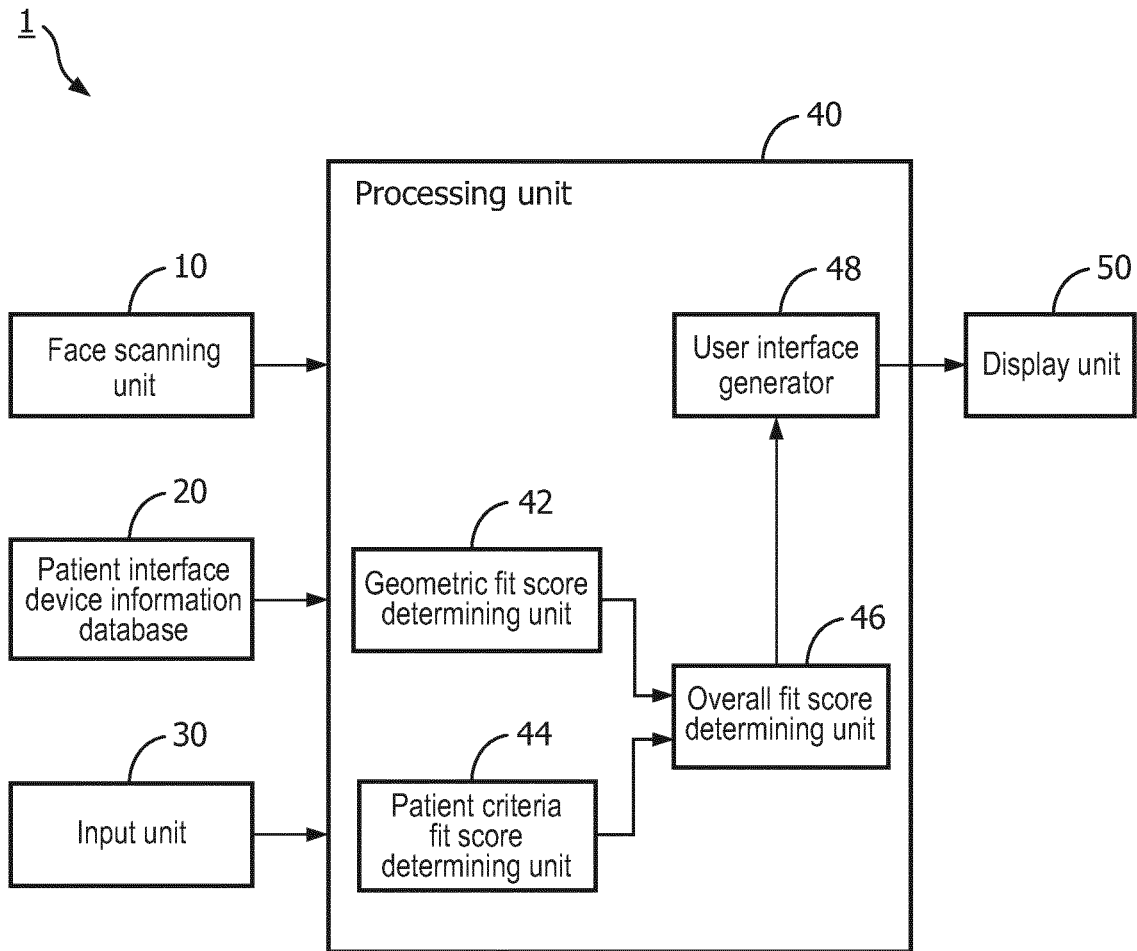 1
40
Processing unit
10
Face scanning
unit
48
User interface
generator
50
Display unit
20
Patient interface
device information
database
42
Geometric fit score
determining unit
46
Overall fit score
determining unit
30
Input unit
44
Patient criteria
fit score
determining unit